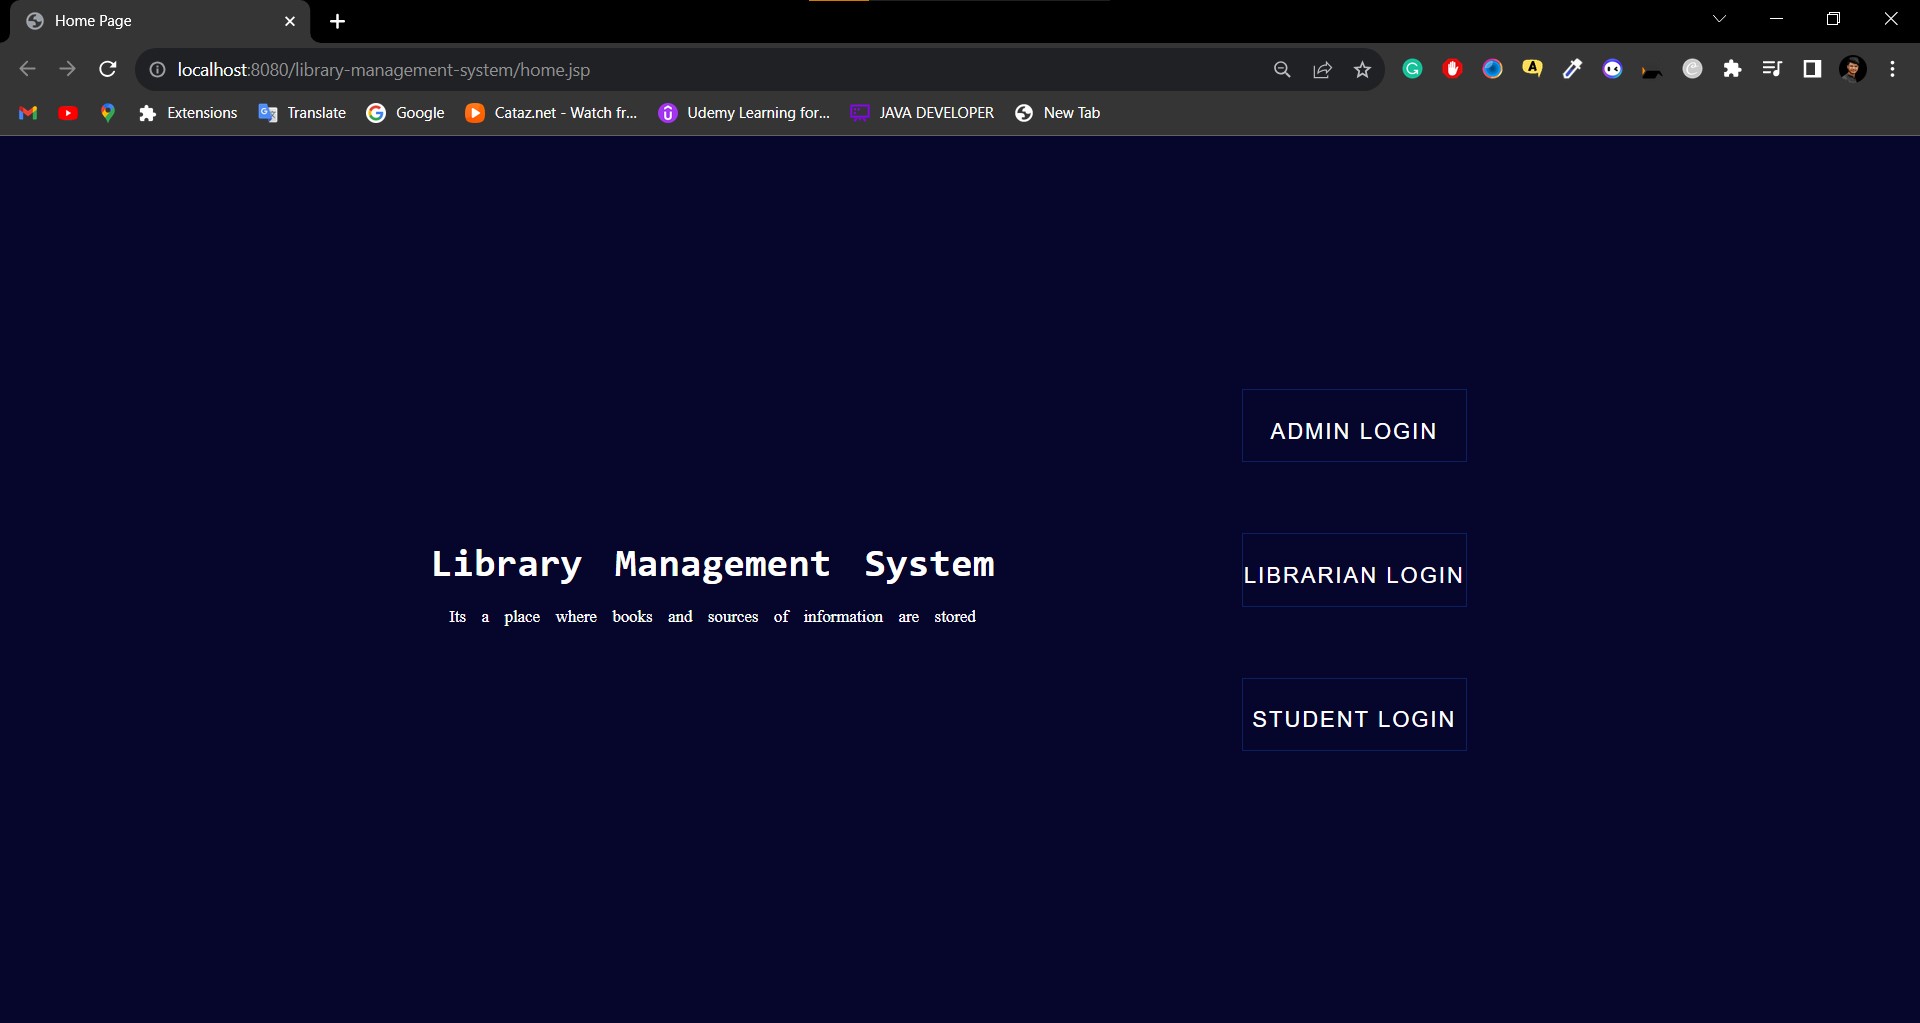 Home Page
localhost:8080/library-management-system/home.jsp
Extensions Translate Google Cataz.net - Watch fr... Udemy Learning for... JAVA DEVELOPER New Tab
ADMIN LOGIN
Library Management System
Its a place where books and sources of information are stored
LIBRARIAN LOGIN
STUDENT LOGIN